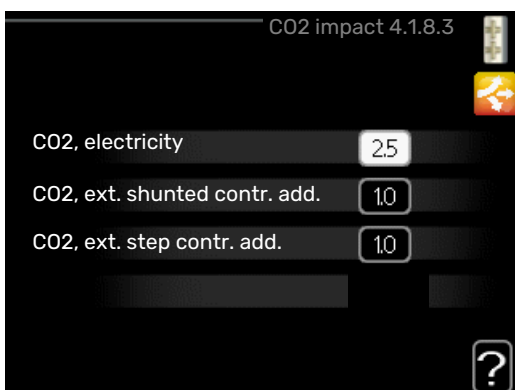 CO2 impact 4.1.8.3
CO2, electricity 2.5
CO2, ext. shunted contr. add. 1.0
CO2, ext. step contr. add. 1.0
?